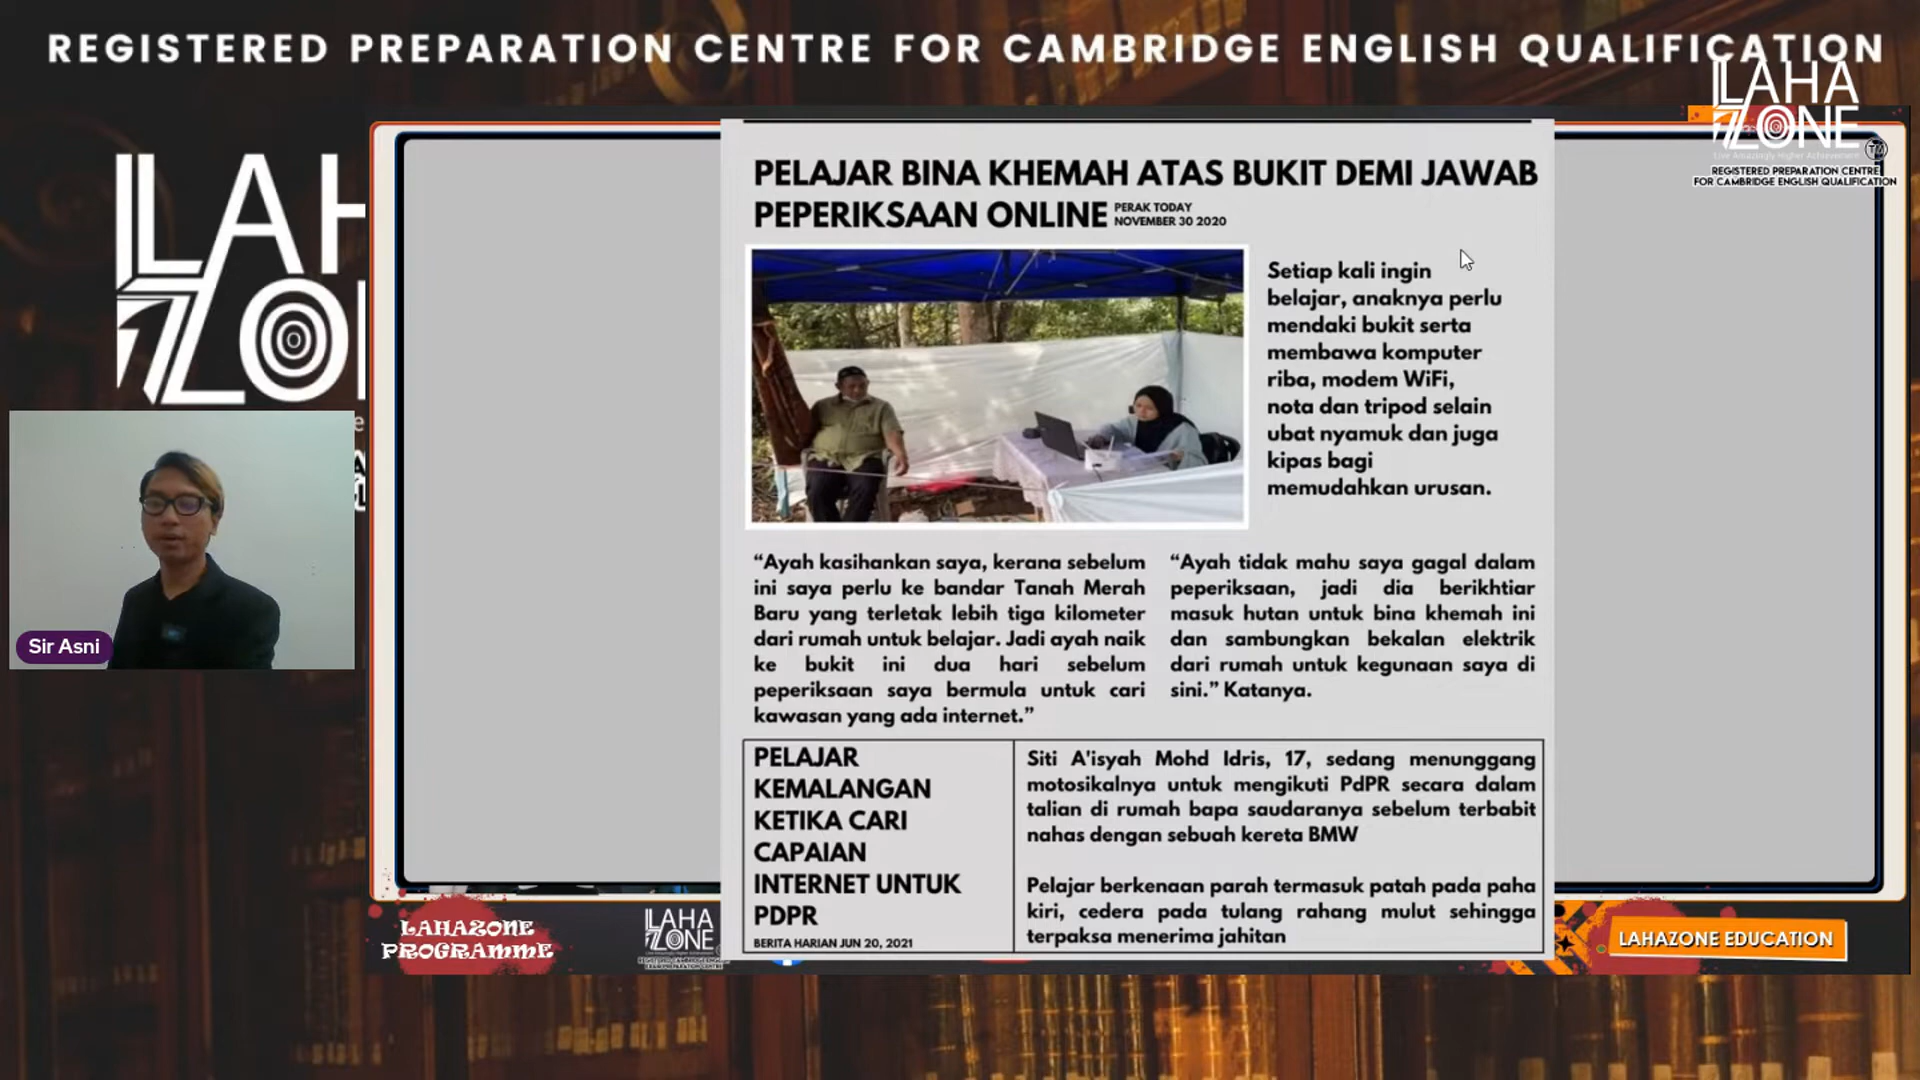 REGISTERED PREPARATION CENTRE FOR CAMBRIDGE ENGLISH QUALIFICATION
LAHA
ZONE
Live Amazingly Higher Achievement
TM
REGISTERED PREPARATION CENTRE
FOR CAMBRIDGE ENGLISH QUALIFICATION
LAH
ZO
Sir Asni
PELAJAR BINA KHEMAH ATAS BUKIT DEMI JAWAB
PEPERIKSAAN ONLINE
PERAK TODAY
NOVEMBER 30 2020
Setiap kali ingin
belajar, anaknya perlu
mendaki bukit serta
membawa komputer
riba, modem WiFi,
nota dan tripod selain
ubat nyamuk dan juga
kipas bagi
memudahkan urusan.
“Ayah kasihankan saya, kerana sebelum
ini saya perlu ke bandar Tanah Merah
Baru yang terletak lebih tiga kilometer
dari rumah untuk belajar. Jadi ayah naik
ke bukit ini dua hari sebelum
peperiksaan saya bermula untuk cari
kawasan yang ada internet.”
“Ayah tidak mahu saya gagal dalam
peperiksaan, jadi dia berikhtiar
masuk hutan untuk bina khemah ini
dan sambungkan bekalan elektrik
dari rumah untuk kegunaan saya di
sini.” Katanya.
PELAJAR
KEMALANGAN
KETIKA CARI
CAPAIAN
INTERNET UNTUK
PDPR
BERITA HARIAN JUN 20, 2021
Siti A'isyah Mohd Idris, 17, sedang menunggang
motosikalnya untuk mengikuti PdPR secara dalam
talian di rumah bapa saudaranya sebelum terbabit
nahas dengan sebuah kereta BMW
Pelajar berkenaan parah termasuk patah pada paha
kiri, cedera pada tulang rahang mulut sehingga
terpaksa menerima jahitan
LAHAZONE
PROGRAMME
LAHA
ZONE
LAHAZONE EDUCATION